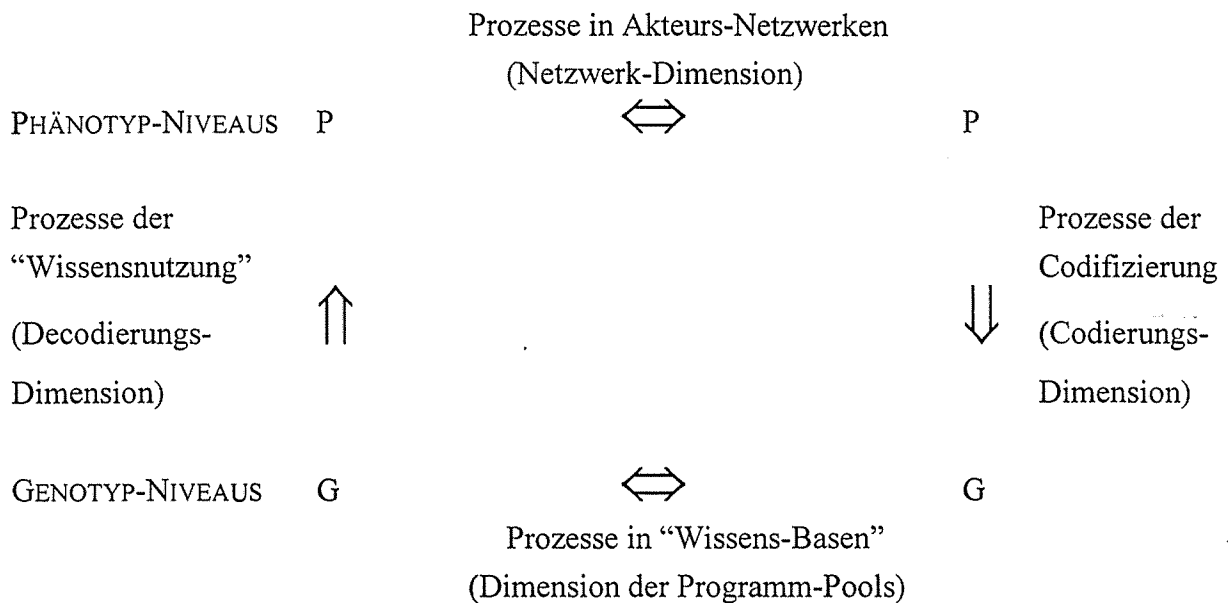 Prozesse in Akteurs-Netzwerken
(Netzwerk-Dimension)
PHÄNOTYP-NIVEAUS P ⇔ P
Prozesse der
“Wissensnutzung”
(Decodierungs-
Dimension)
⇑
⇓
Prozesse der
Codifizierung
(Codierungs-
Dimension)
GENOTYP-NIVEAUS G ⇔ G
Prozesse in “Wissens-Basen”
(Dimension der Programm-Pools)